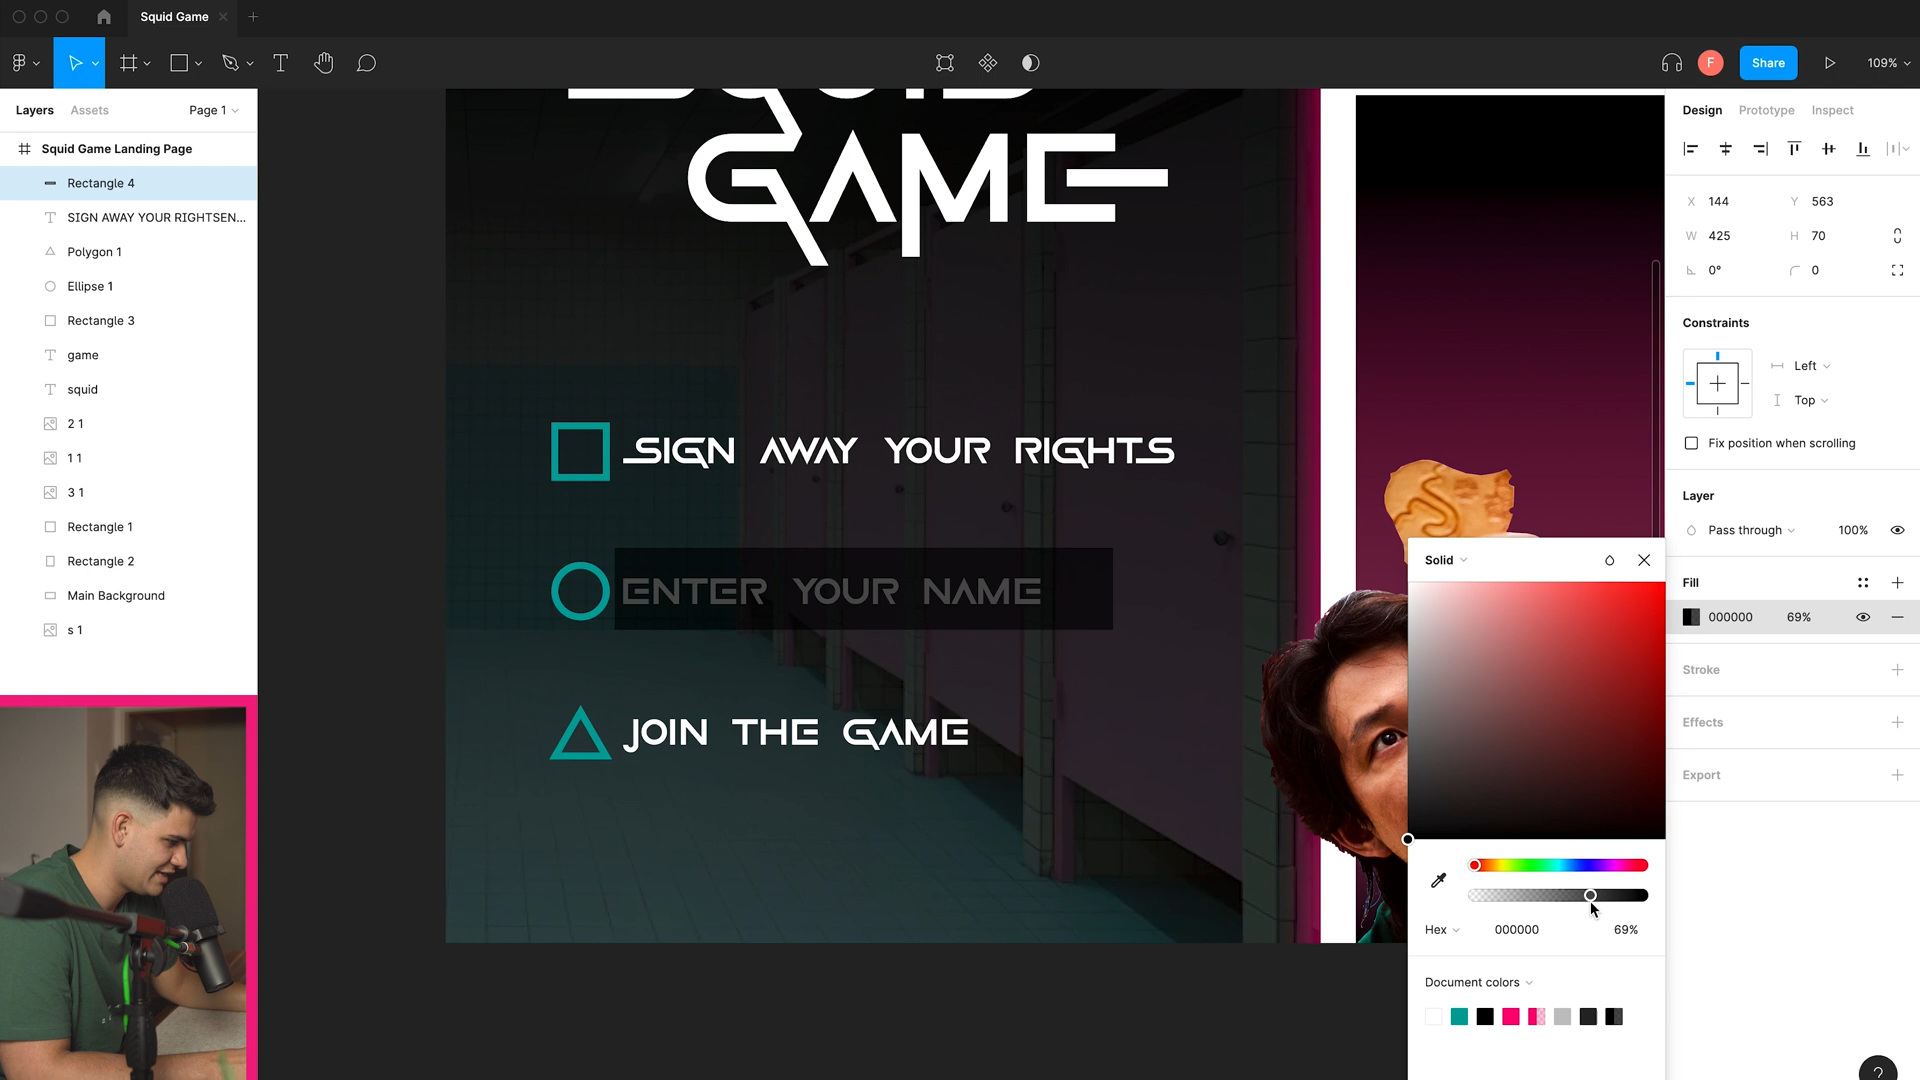 Squid Game
F
Share
109%
Layers
Assets
Page 1
Squid Game Landing Page
Rectangle 4
SIGN AWAY YOUR RIGHTSEN...
Polygon 1
Ellipse 1
Rectangle 3
game
squid
2 1
1 1
3 1
Rectangle 1
Rectangle 2
Main Background
s 1
SQUID
GAME
SIGN AWAY YOUR RIGHTS
ENTER YOUR NAME
JOIN THE GAME
Design
Prototype
Inspect
X 144
Y 563
W 425
H 70
0°
0
Constraints
Left
Top
Fix position when scrolling
Layer
Pass through
100%
Fill
000000
69%
Stroke
Effects
Export
Solid
Hex
000000
69%
Document colors
?